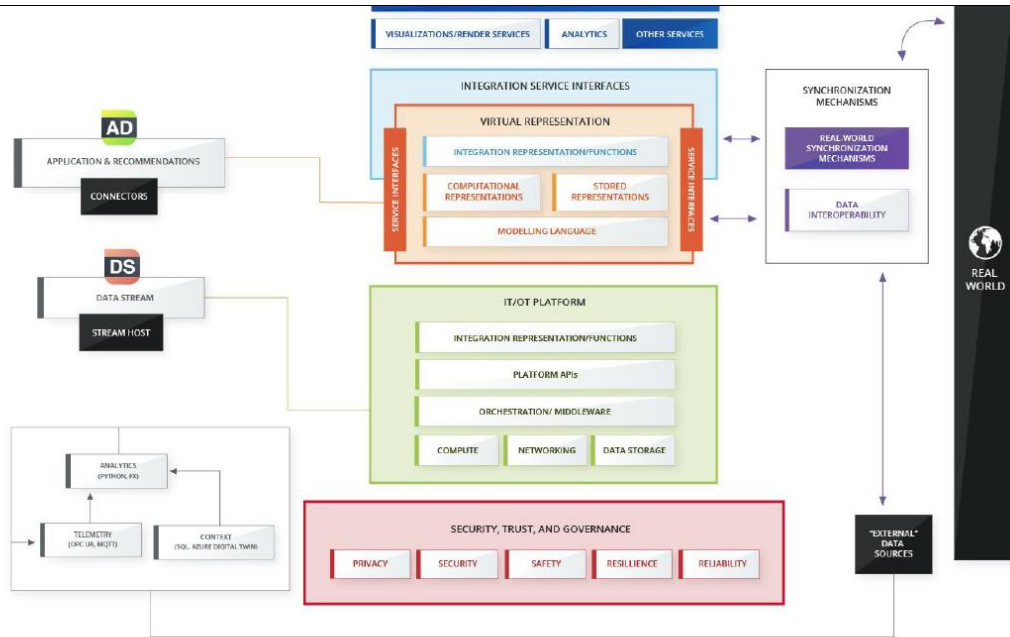 VISUALIZATIONS/RENDER SERVICES
ANALYTICS
OTHER SERVICES
INTEGRATION SERVICE INTERFACES
VIRTUAL REPRESENTATION
SERVICE INTERFACES
INTEGRATION REPRESENTATION/FUNCTIONS
COMPUTATIONAL
REPRESENTATIONS
STORED
REPRESENTATIONS
MODELLING LANGUAGE
SERVICE INTERFACES
SYNCHRONIZATION
MECHANISMS
REAL-WORLD
SYNCHRONIZATION
MECHANISMS
DATA
INTEROPERABILITY
REAL
WORLD
AD
APPLICATION & RECOMMENDATIONS
CONNECTORS
DS
DATA STREAM
STREAM HOST
IT/OT PLATFORM
INTEGRATION REPRESENTATION/FUNCTIONS
PLATFORM APIs
ORCHESTRATION/ MIDDLEWARE
COMPUTE
NETWORKING
DATA STORAGE
ANALYTICS
(PYTHON, FX)
TELEMETRY
(OPC UA, MQTT)
CONTEXT
(SQL, AZURE DIGITAL TWIN)
SECURITY, TRUST, AND GOVERNANCE
PRIVACY
SECURITY
SAFETY
RESILLIENCE
RELIABILITY
"EXTERNAL"
DATA
SOURCES